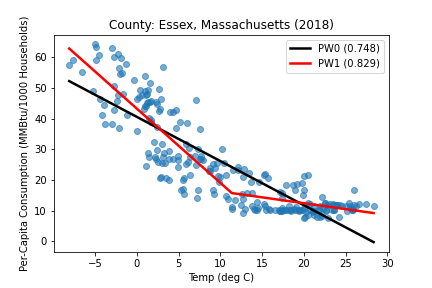 County: Essex, Massachusetts (2018)
Per-Capita Consumption (MMBtu/1000 Households)
60
50
40
30
20
10
0
PW0 (0.748)
PW1 (0.829)
−5 0 5 10 15 20 25 30
Temp (deg C)